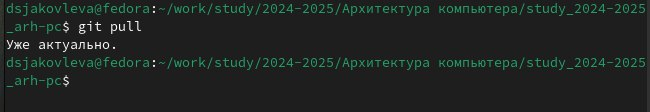 dsjakovleva@fedora:~/work/study/2024-2025/Архитектура компьютера/study_2024-2025
_arh-pc$ git pull
Уже актуально.
dsjakovleva@fedora:~/work/study/2024-2025/Архитектура компьютера/study_2024-2025
_arh-pc$